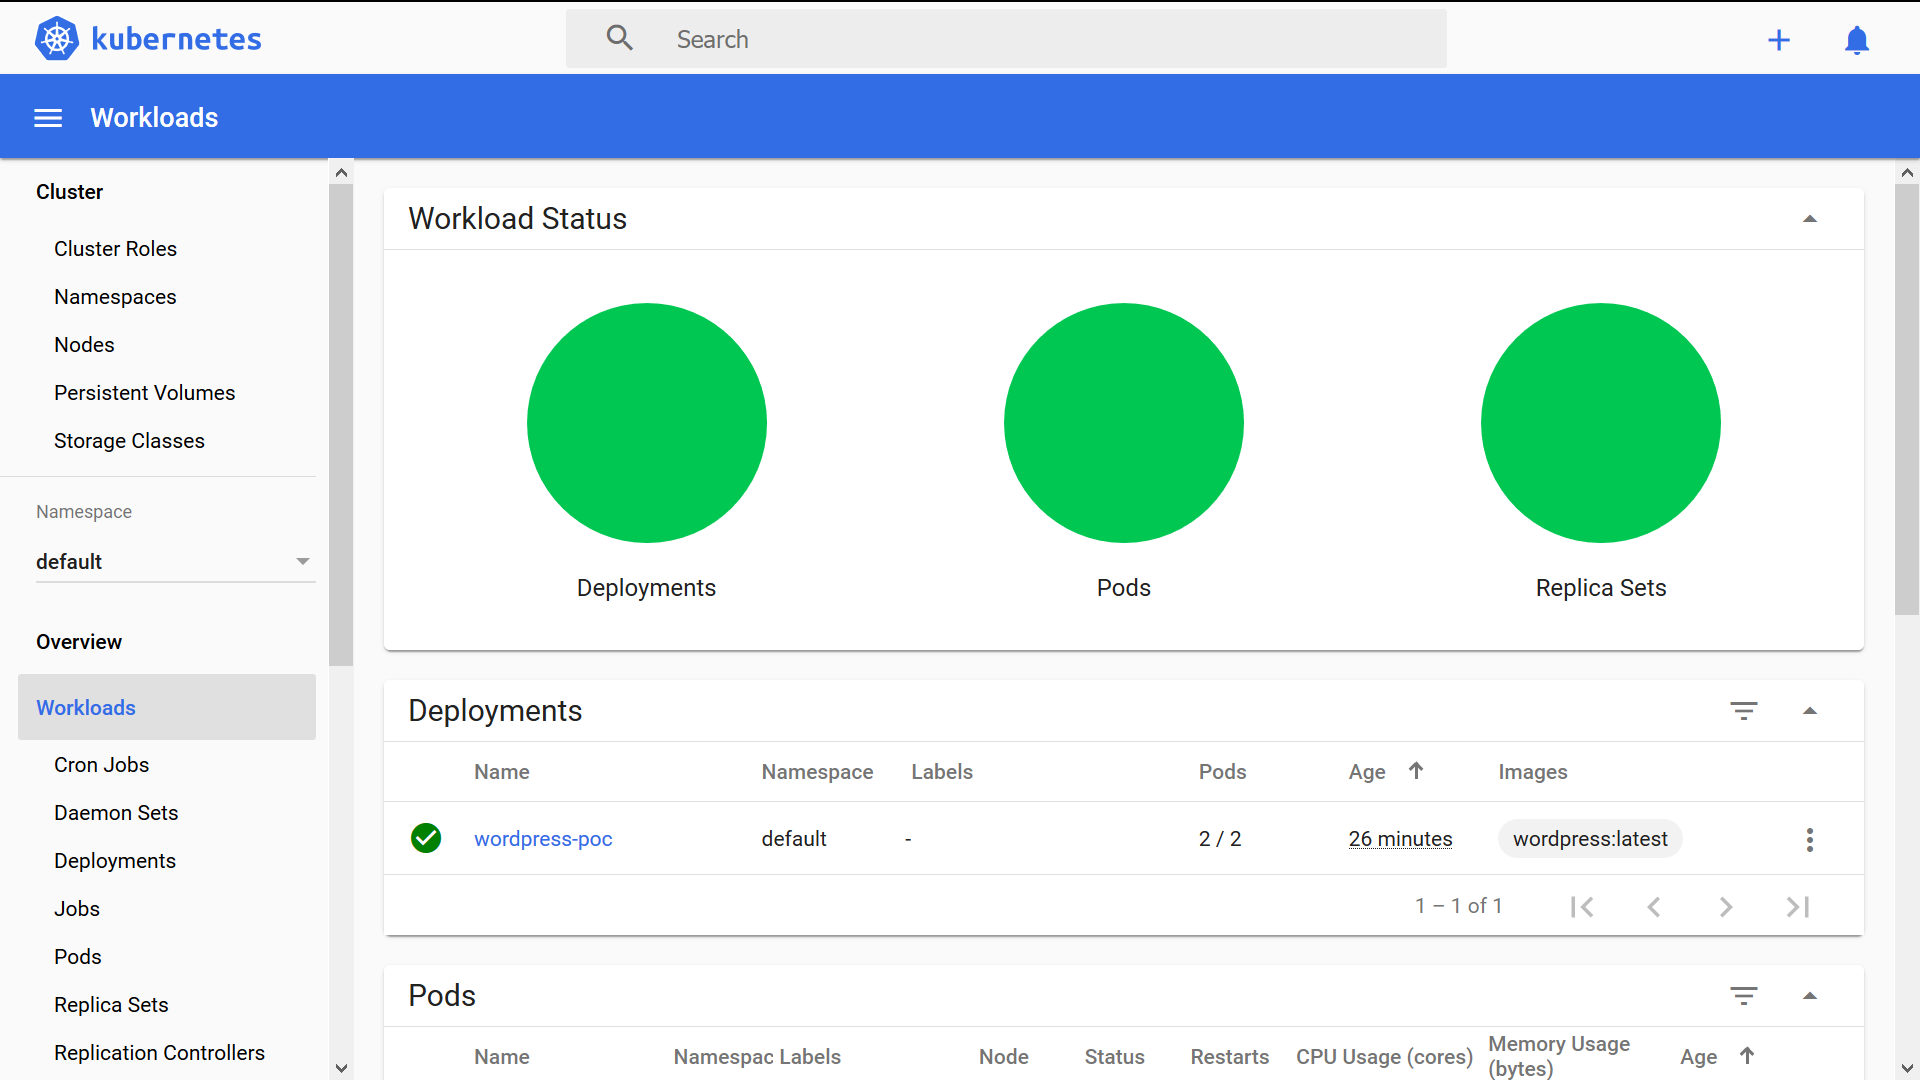 kubernetes
Search
Workloads
Cluster
Cluster Roles
Namespaces
Nodes
Persistent Volumes
Storage Classes
Namespace
default
Overview
Workloads
Cron Jobs
Daemon Sets
Deployments
Jobs
Pods
Replica Sets
Replication Controllers
Workload Status
Deployments Pods Replica Sets
Deployments
Name Namespace Labels Pods Age Images
wordpress-poc default - 2 / 2 26 minutes wordpress:latest
1 – 1 of 1
Pods
Name Namespac Labels Node Status Restarts CPU Usage (cores) Memory Usage (bytes) Age